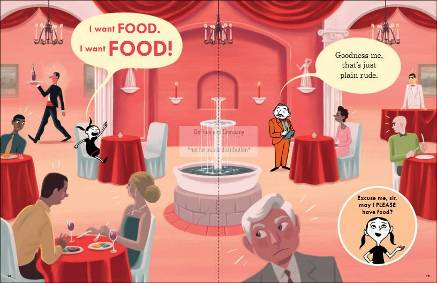 I want FOOD.
I want FOOD!
Goodness me,
that's just
plain rude.
Excuse me, sir,
may I PLEASE
have food?